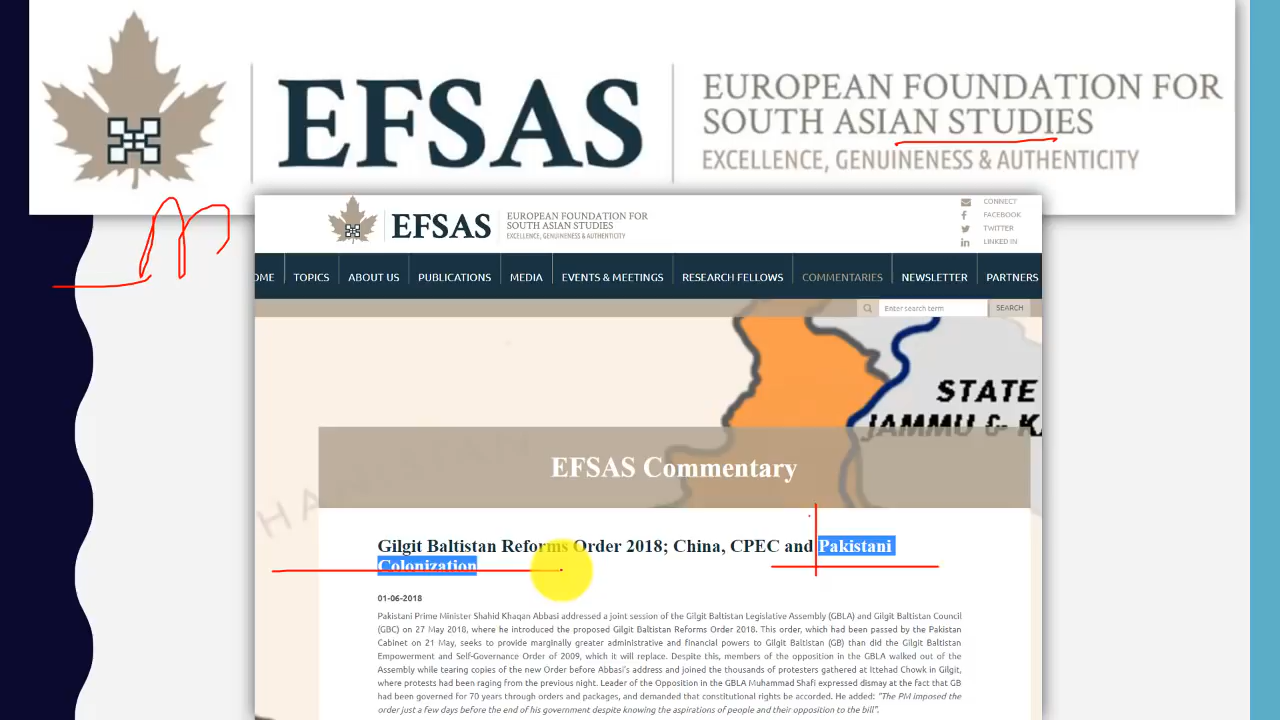 EFSAS
EUROPEAN FOUNDATION FOR
SOUTH ASIAN STUDIES
EXCELLENCE, GENUINENESS & AUTHENTICITY
EFSAS
EUROPEAN FOUNDATION FOR
SOUTH ASIAN STUDIES
EXCELLENCE, GENUINENESS & AUTHENTICITY
CONNECT
FACEBOOK
TWITTER
LINKED IN
OME TOPICS ABOUT US PUBLICATIONS MEDIA EVENTS & MEETINGS RESEARCH FELLOWS COMMENTARIES NEWSLETTER PARTNERS
Enter search term SEARCH
STATE
JAMMU & K
HANISTAN
EFSAS Commentary
Gilgit Baltistan Reforms Order 2018; China, CPEC and Pakistani
Colonization
01-06-2018
Pakistani Prime Minister Shahid Khaqan Abbasi addressed a joint session of the Gilgit Baltistan Legislative Assembly (GBLA) and Gilgit Baltistan Council
(GBC) on 27 May 2018, where he introduced the proposed Gilgit Baltistan Reforms Order 2018. This order, which had been passed by the Pakistan
Cabinet on 21 May, seeks to provide marginally greater administrative and financial powers to Gilgit Baltistan (GB) than did the Gilgit Baltistan
Empowerment and Self-Governance Order of 2009, which it will replace. Despite this, members of the opposition in the GBLA walked out of the
Assembly while tearing copies of the new Order before Abbasi's address and joined the thousands of protesters gathered at Ittehad Chowk in Gilgit,
where protests had been raging from the previous night. Leader of the Opposition in the GBLA Muhammad Shafi expressed dismay at the fact that GB
had been governed for 70 years through orders and packages, and demanded that constitutional rights be accorded. He added: "The PM imposed the
order just a few days before the end of his government despite knowing the aspirations of people and their opposition to the bill".